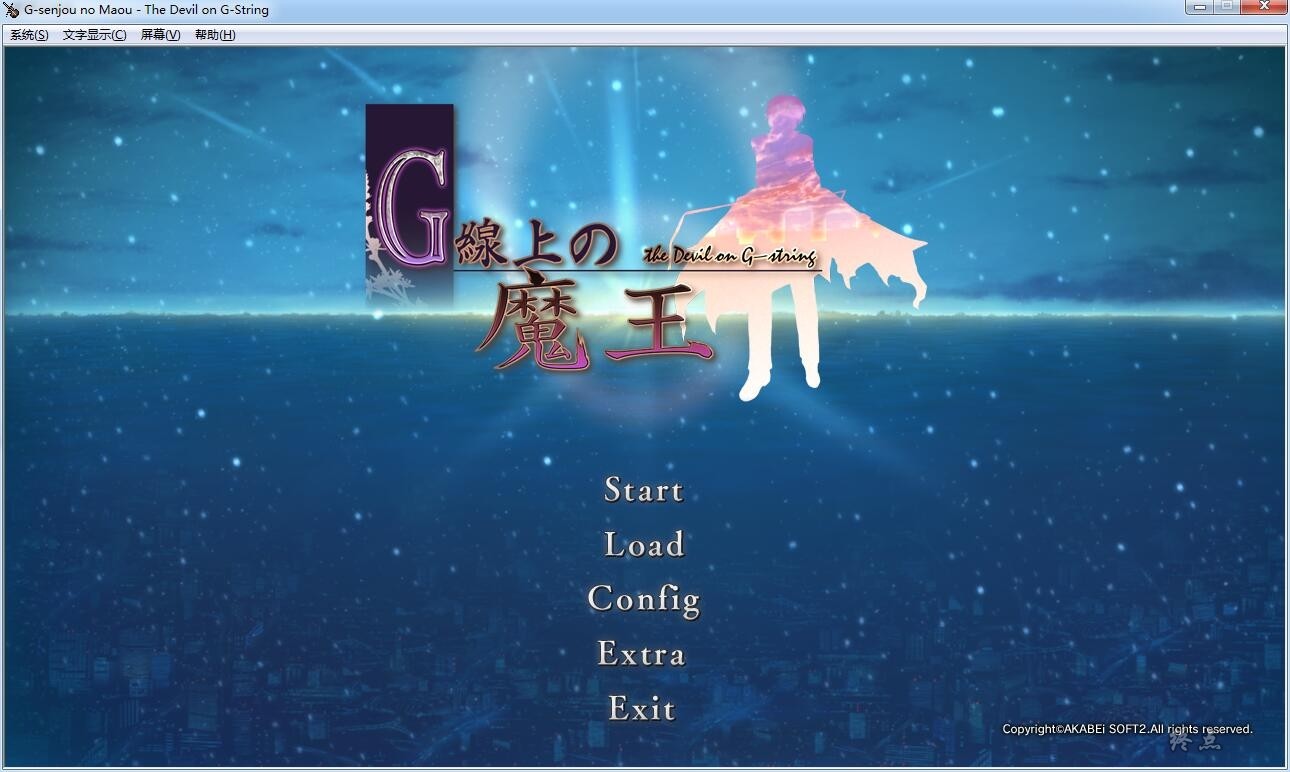 G-senjou no Maou - The Devil on G-String
系统(S) 文字显示(C) 屏幕(V) 帮助(H)
G線上の
the Devil on G-string
魔王
Start
Load
Config
Extra
Exit
Copyright©AKABEi SOFT2.All rights reserved.
终点